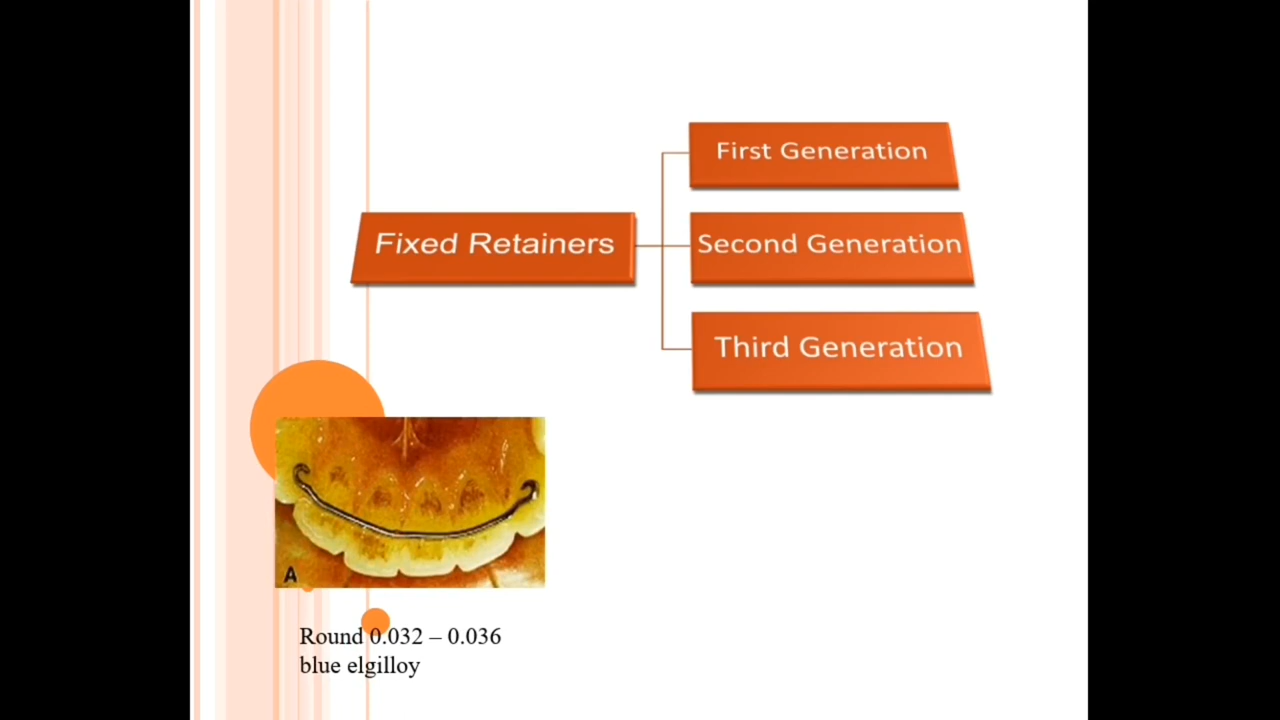 First Generation
Fixed Retainers
Second Generation
Third Generation
A
Round 0.032 – 0.036
blue elgilloy